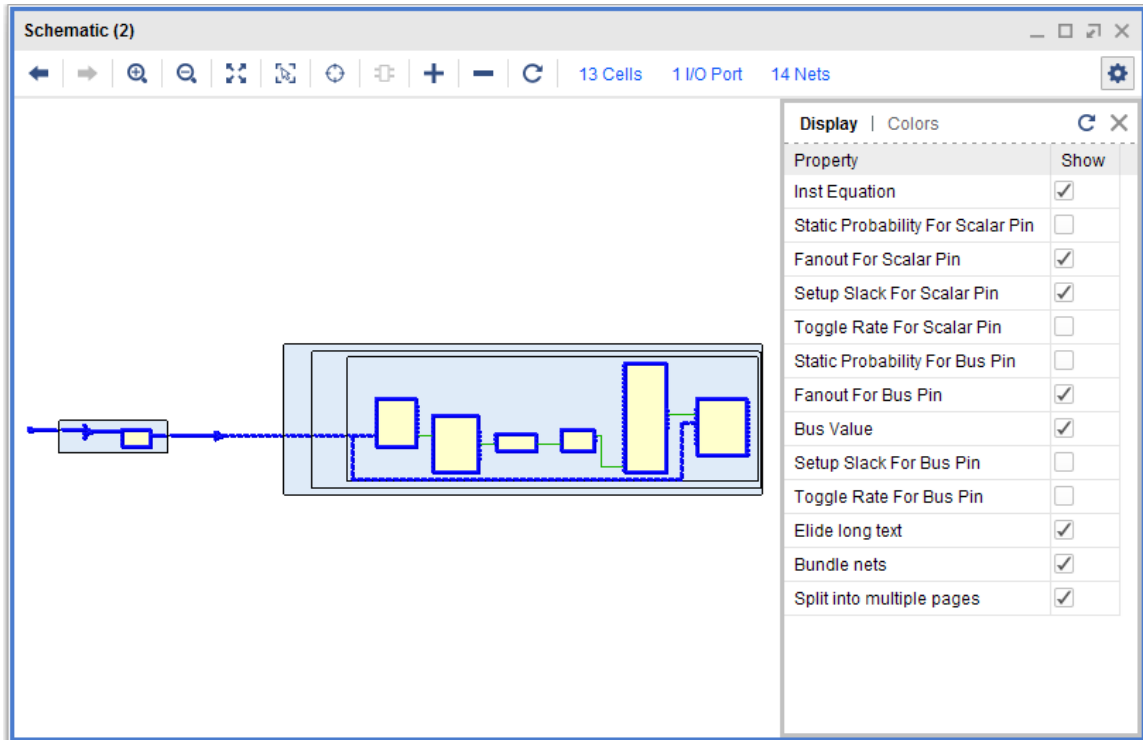 Schematic (2)
13 Cells 1 I/O Port 14 Nets
Display | Colors
Property Show
Inst Equation
Static Probability For Scalar Pin
Fanout For Scalar Pin
Setup Slack For Scalar Pin
Toggle Rate For Scalar Pin
Static Probability For Bus Pin
Fanout For Bus Pin
Bus Value
Setup Slack For Bus Pin
Toggle Rate For Bus Pin
Elide long text
Bundle nets
Split into multiple pages